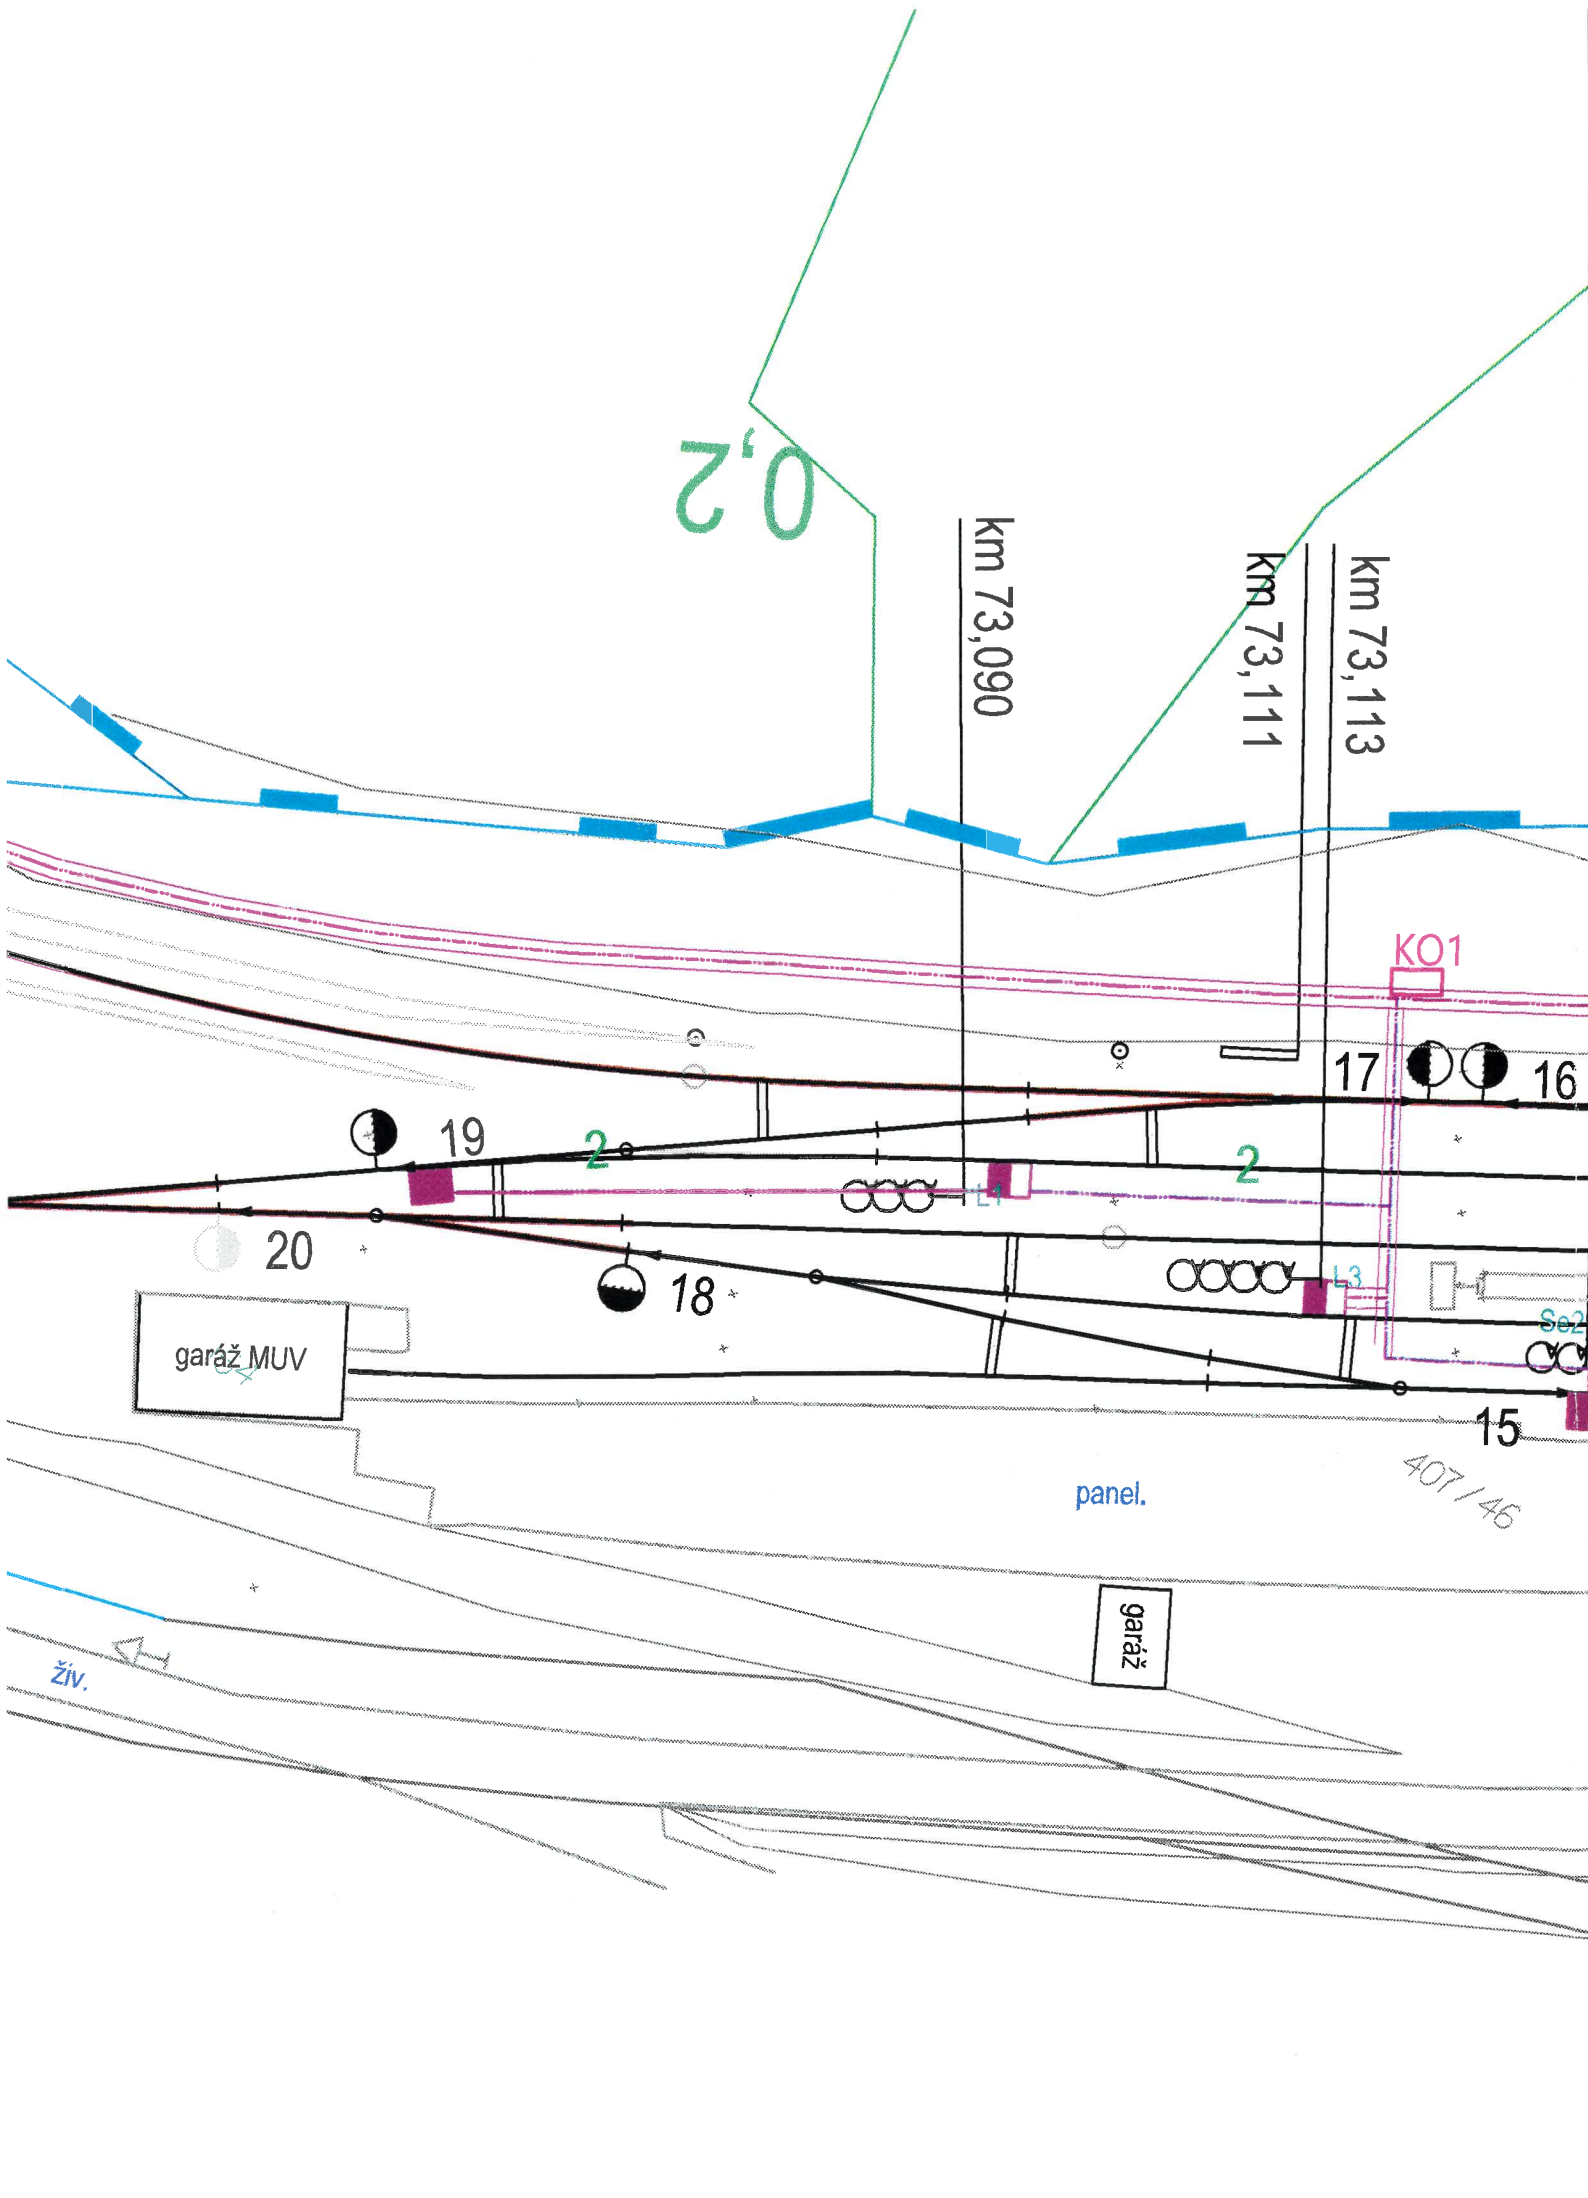 0,2
km 73,090
km 73,111
km 73,113
KO1
17
16
19
2
2
L1
20
18
L3
Se2
garáž MUV
15
407/46
panel.
garáž
živ.